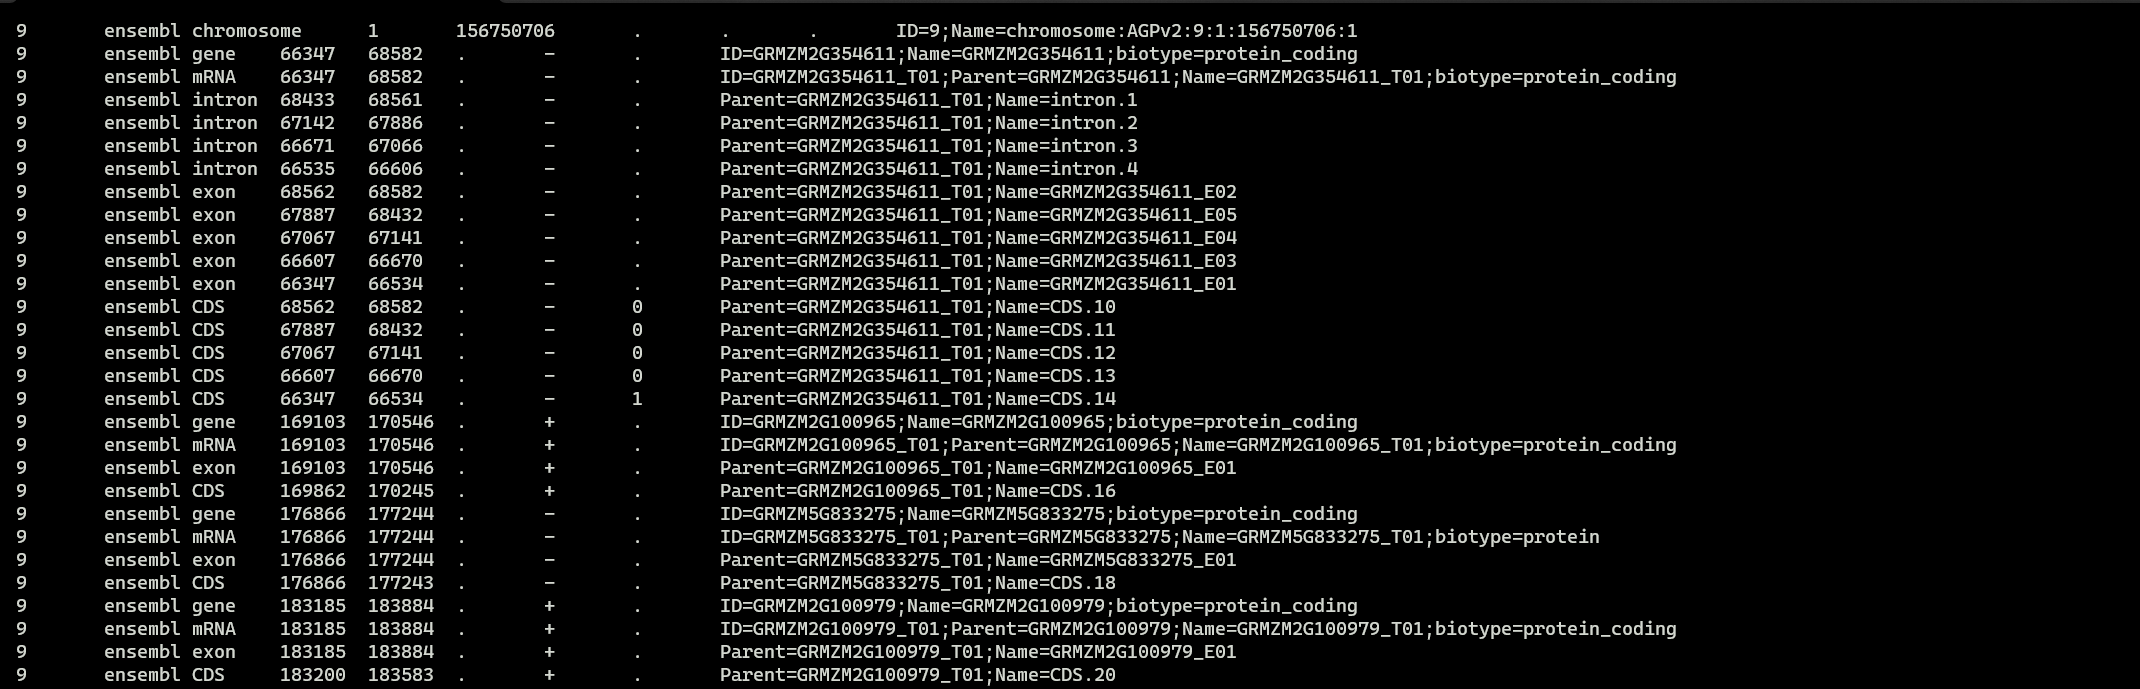 9	ensembl	chromosome	1	156750706	.	.	.	ID=9;Name=chromosome:AGPv2:9:1:156750706:1
9	ensembl	gene	66347	68582	.	-	.	ID=GRMZM2G354611;Name=GRMZM2G354611;biotype=protein_coding
9	ensembl	mRNA	66347	68582	.	-	.	ID=GRMZM2G354611_T01;Parent=GRMZM2G354611;Name=GRMZM2G354611_T01;biotype=protein_coding
9	ensembl	intron	68433	68561	.	-	.	Parent=GRMZM2G354611_T01;Name=intron.1
9	ensembl	intron	67142	67886	.	-	.	Parent=GRMZM2G354611_T01;Name=intron.2
9	ensembl	intron	66671	67066	.	-	.	Parent=GRMZM2G354611_T01;Name=intron.3
9	ensembl	intron	66535	66606	.	-	.	Parent=GRMZM2G354611_T01;Name=intron.4
9	ensembl	exon	68562	68582	.	-	.	Parent=GRMZM2G354611_T01;Name=GRMZM2G354611_E02
9	ensembl	exon	67887	68432	.	-	.	Parent=GRMZM2G354611_T01;Name=GRMZM2G354611_E05
9	ensembl	exon	67067	67141	.	-	.	Parent=GRMZM2G354611_T01;Name=GRMZM2G354611_E04
9	ensembl	exon	66607	66670	.	-	.	Parent=GRMZM2G354611_T01;Name=GRMZM2G354611_E03
9	ensembl	exon	66347	66534	.	-	.	Parent=GRMZM2G354611_T01;Name=GRMZM2G354611_E01
9	ensembl	CDS	68562	68582	.	-	0	Parent=GRMZM2G354611_T01;Name=CDS.10
9	ensembl	CDS	67887	68432	.	-	0	Parent=GRMZM2G354611_T01;Name=CDS.11
9	ensembl	CDS	67067	67141	.	-	0	Parent=GRMZM2G354611_T01;Name=CDS.12
9	ensembl	CDS	66607	66670	.	-	0	Parent=GRMZM2G354611_T01;Name=CDS.13
9	ensembl	CDS	66347	66534	.	-	1	Parent=GRMZM2G354611_T01;Name=CDS.14
9	ensembl	gene	169103	170546	.	+	.	ID=GRMZM2G100965;Name=GRMZM2G100965;biotype=protein_coding
9	ensembl	mRNA	169103	170546	.	+	.	ID=GRMZM2G100965_T01;Parent=GRMZM2G100965;Name=GRMZM2G100965_T01;biotype=protein_coding
9	ensembl	exon	169103	170546	.	+	.	Parent=GRMZM2G100965_T01;Name=GRMZM2G100965_E01
9	ensembl	CDS	169862	170245	.	+	.	Parent=GRMZM2G100965_T01;Name=CDS.16
9	ensembl	gene	176866	177244	.	-	.	ID=GRMZM5G833275;Name=GRMZM5G833275;biotype=protein_coding
9	ensembl	mRNA	176866	177244	.	-	.	ID=GRMZM5G833275_T01;Parent=GRMZM5G833275;Name=GRMZM5G833275_T01;biotype=protein
9	ensembl	exon	176866	177244	.	-	.	Parent=GRMZM5G833275_T01;Name=GRMZM5G833275_E01
9	ensembl	CDS	176866	177243	.	-	.	Parent=GRMZM5G833275_T01;Name=CDS.18
9	ensembl	gene	183185	183884	.	+	.	ID=GRMZM2G100979;Name=GRMZM2G100979;biotype=protein_coding
9	ensembl	mRNA	183185	183884	.	+	.	ID=GRMZM2G100979_T01;Parent=GRMZM2G100979;Name=GRMZM2G100979_T01;biotype=protein_coding
9	ensembl	exon	183185	183884	.	+	.	Parent=GRMZM2G100979_T01;Name=GRMZM2G100979_E01
9	ensembl	CDS	183200	183583	.	+	.	Parent=GRMZM2G100979_T01;Name=CDS.20